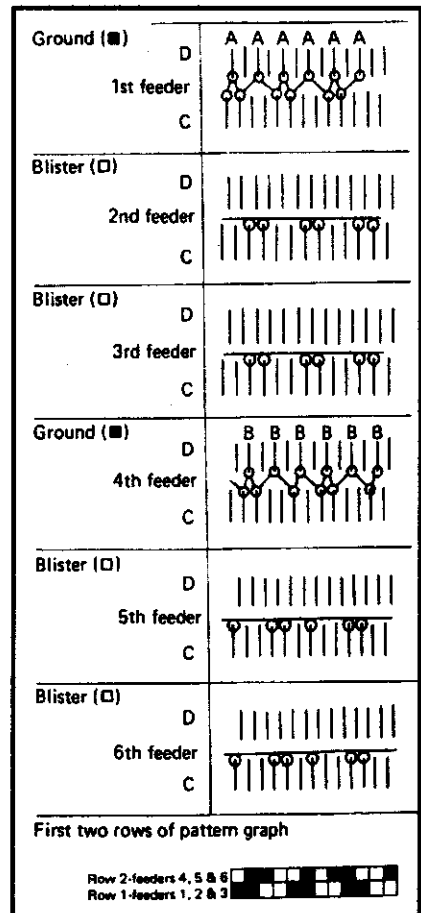 Ground (■)
D
A A A A A A
1st feeder
C
Blister (□)
D
2nd feeder
C
Blister (□)
D
3rd feeder
C
Ground (■)
D
B B B B B B
4th feeder
C
Blister (□)
D
5th feeder
C
Blister (□)
D
6th feeder
C
First two rows of pattern graph
Row 2-feeders 4, 5 & 6
Row 1-feeders 1, 2 & 3